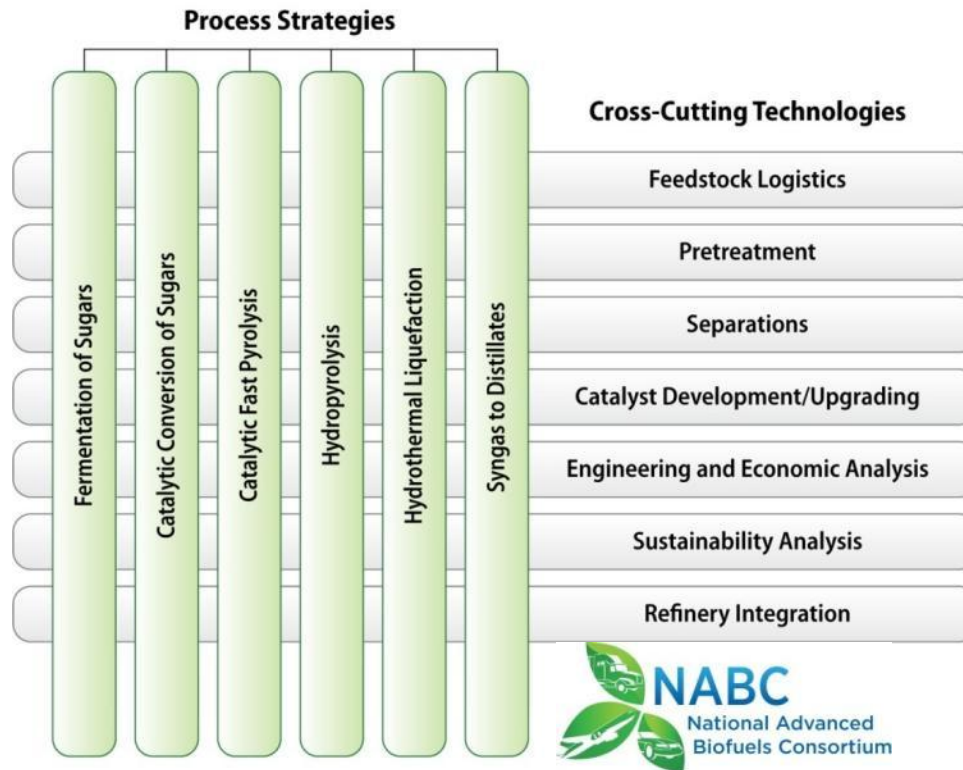 Process Strategies
Cross-Cutting Technologies
Feedstock Logistics
Pretreatment
Separations
Catalyst Development/Upgrading
Engineering and Economic Analysis
Sustainability Analysis
Refinery Integration
Fermentation of Sugars
Catalytic Conversion of Sugars
Catalytic Fast Pyrolysis
Hydropyrolysis
Hydrothermal Liquefaction
Syngas to Distillates
NABC
National Advanced
Biofuels Consortium